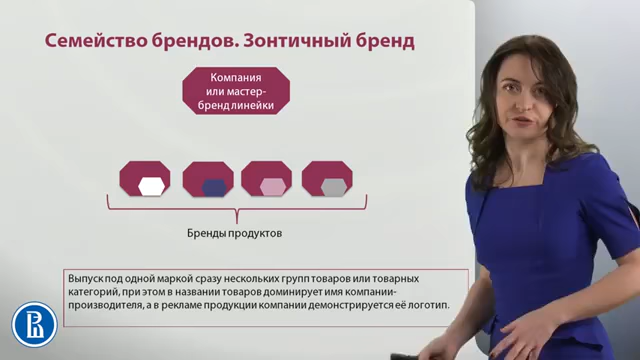 Семейство брендов. Зонтичный бренд
Компания
или мастер-
бренд линейки
Бренды продуктов
Выпуск под одной маркой сразу нескольких групп товаров или товарных
категорий, при этом в названии товаров доминирует имя компании-
производителя, а в рекламе продукции компании демонстрируется её логотип.